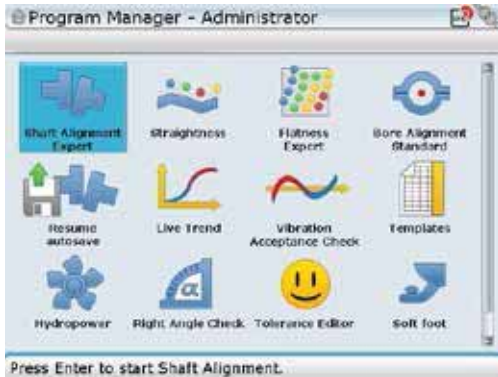 Program Manager - Administrator
Shaft Alignment Expert
Straightness
Flatness Expert
Bore Alignment Standard
Resume autosave
Live Trend
Vibration Acceptance Check
Templates
Hydropower
Right Angle Check
Tolerance Editor
Soft foot
Press Enter to start Shaft Alignment.